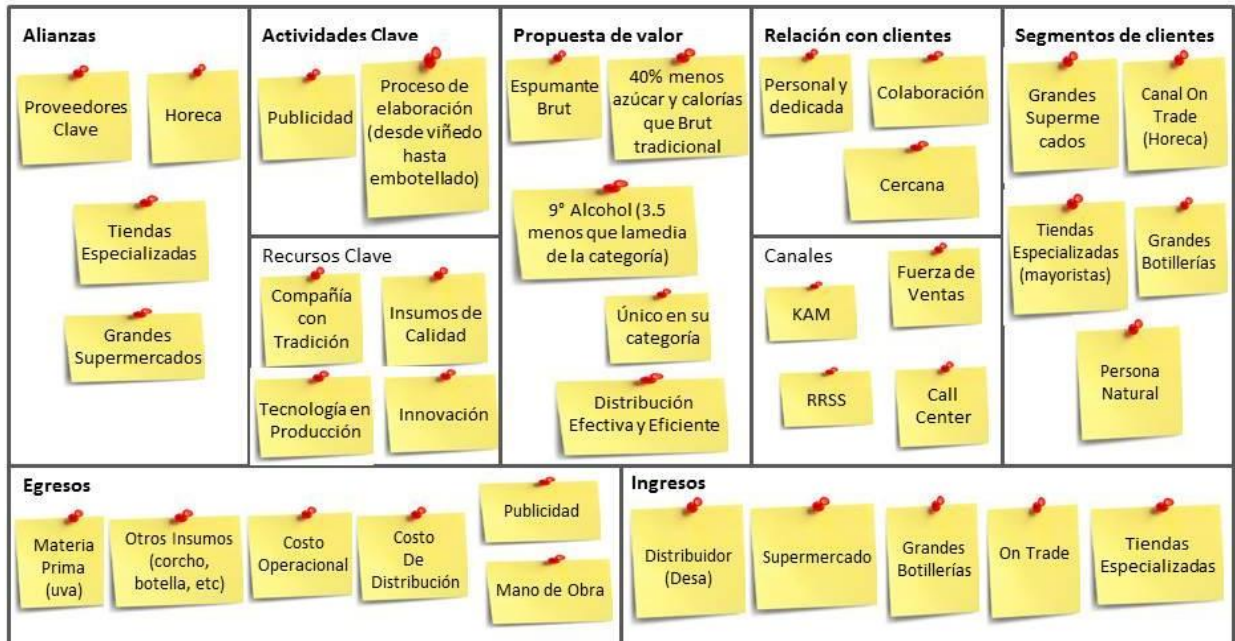 Alianzas
Proveedores
Clave
Horeca
Tiendas
Especializadas
Grandes
Supermercados
Actividades Clave
Publicidad
Proceso de
elaboración
(desde viñedo
hasta
embotellado)
Recursos Clave
Compañía
con
Tradición
Insumos de
Calidad
Tecnología en
Producción
Innovación
Propuesta de valor
Espumante
Brut
40% menos
azúcar y calorías
que Brut
tradicional
9° Alcohol (3.5
menos que lamedia
de la categoría)
Único en su
categoría
Distribución
Efectiva y Eficiente
Relación con clientes
Personal y
dedicada
Colaboración
Cercana
Canales
KAM
Fuerza de
Ventas
RRSS
Call
Center
Segmentos de clientes
Grandes
Superme
cados
Canal On
Trade
(Horeca)
Tiendas
Especializadas
(mayoristas)
Grandes
Botillerías
Persona
Natural
Egresos
Materia
Prima
(uva)
Otros Insumos
(corcho,
botella, etc)
Costo
Operacional
Costo
De
Distribución
Publicidad
Mano de Obra
Ingresos
Distribuidor
(Desa)
Supermercado
Grandes
Botillerías
On Trade
Tiendas
Especializadas